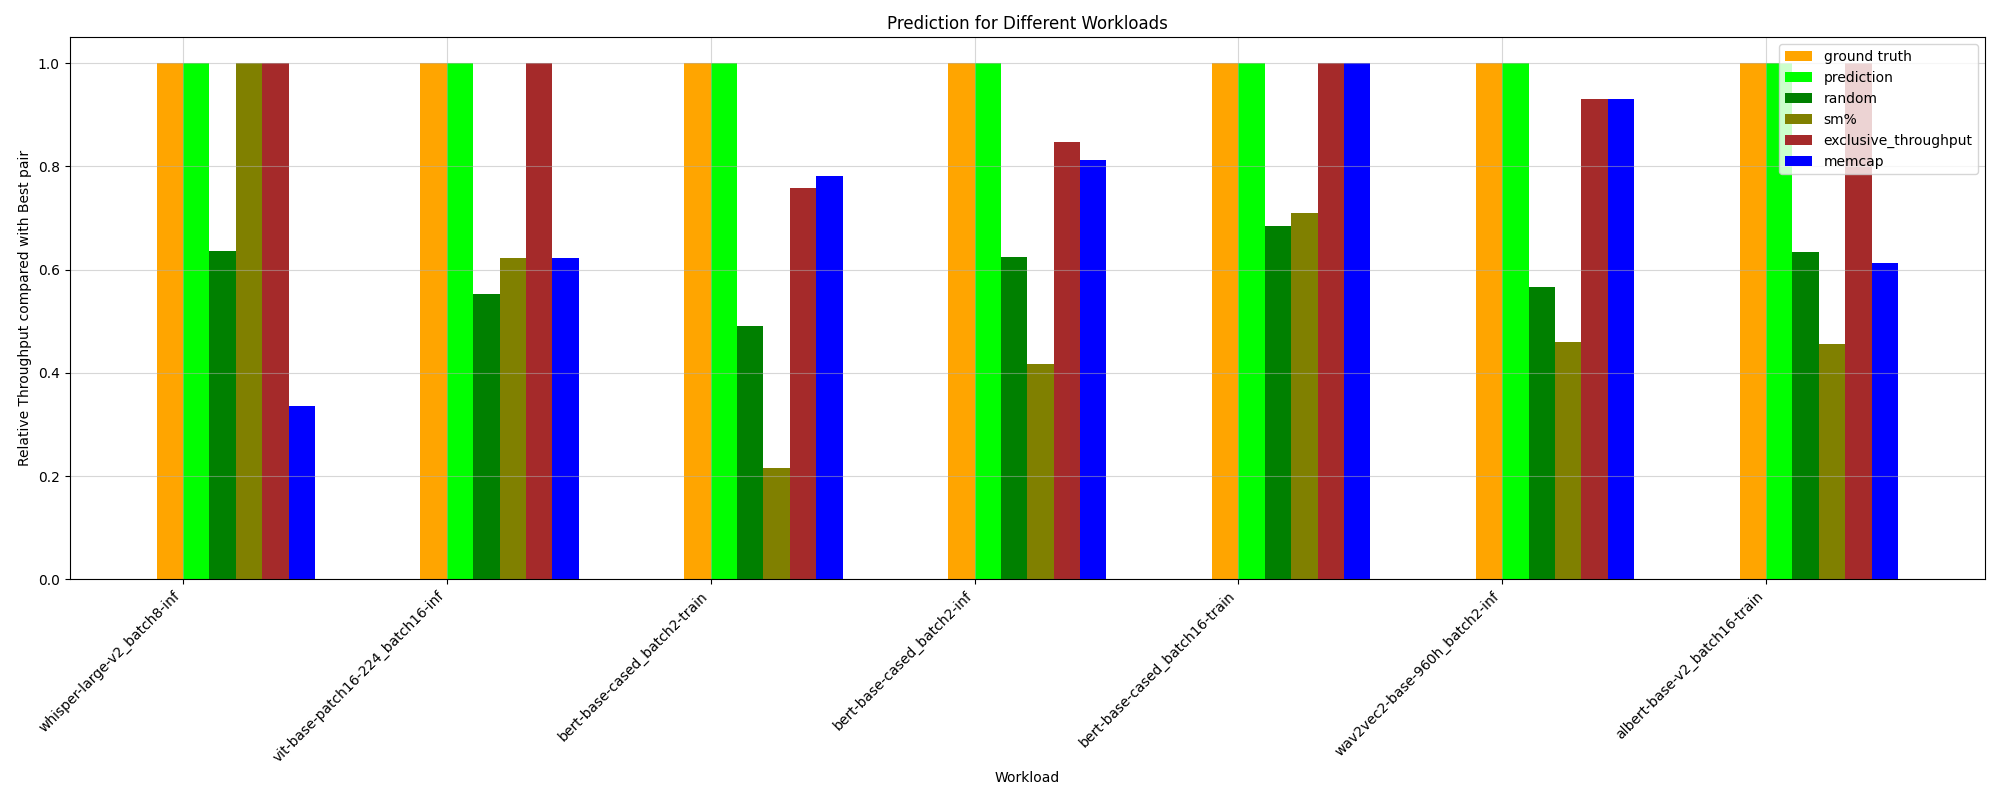 Prediction for Different Workloads
Relative Throughput compared with Best pair
1.0
0.8
0.6
0.4
0.2
0.0
ground truth
prediction
random
sm%
exclusive_throughput
memcap
whisper-large-v2_batch8-inf
vit-base-patch16-224_batch16-inf
bert-base-cased_batch2-train
bert-base-cased_batch2-inf
bert-base-cased_batch16-train
wav2vec2-base-960h_batch2-inf
albert-base-v2_batch16-train
Workload